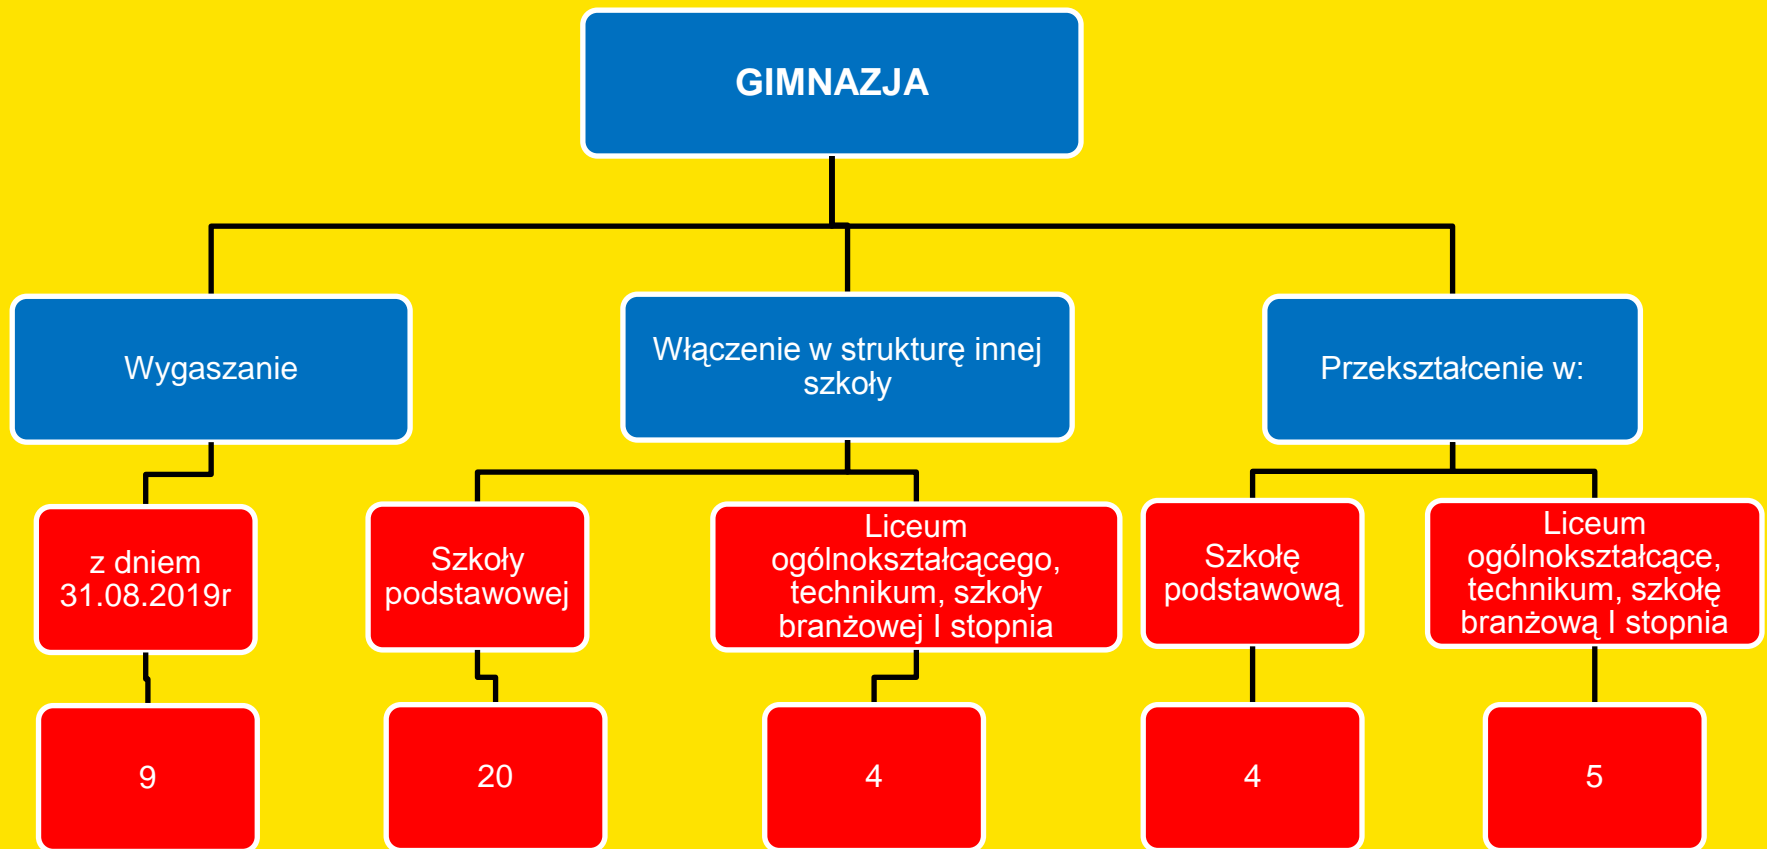 GIMNAZJA
Wygaszanie
Włączenie w strukturę innej
szkoły
Przekształcenie w:
z dniem
31.08.2019r
Szkoły
podstawowej
Liceum
ogólnokształcącego,
technikum, szkoły
branżowej I stopnia
Szkołę
podstawową
Liceum
ogólnokształcące,
technikum, szkołę
branżową I stopnia
9
20
4
4
5